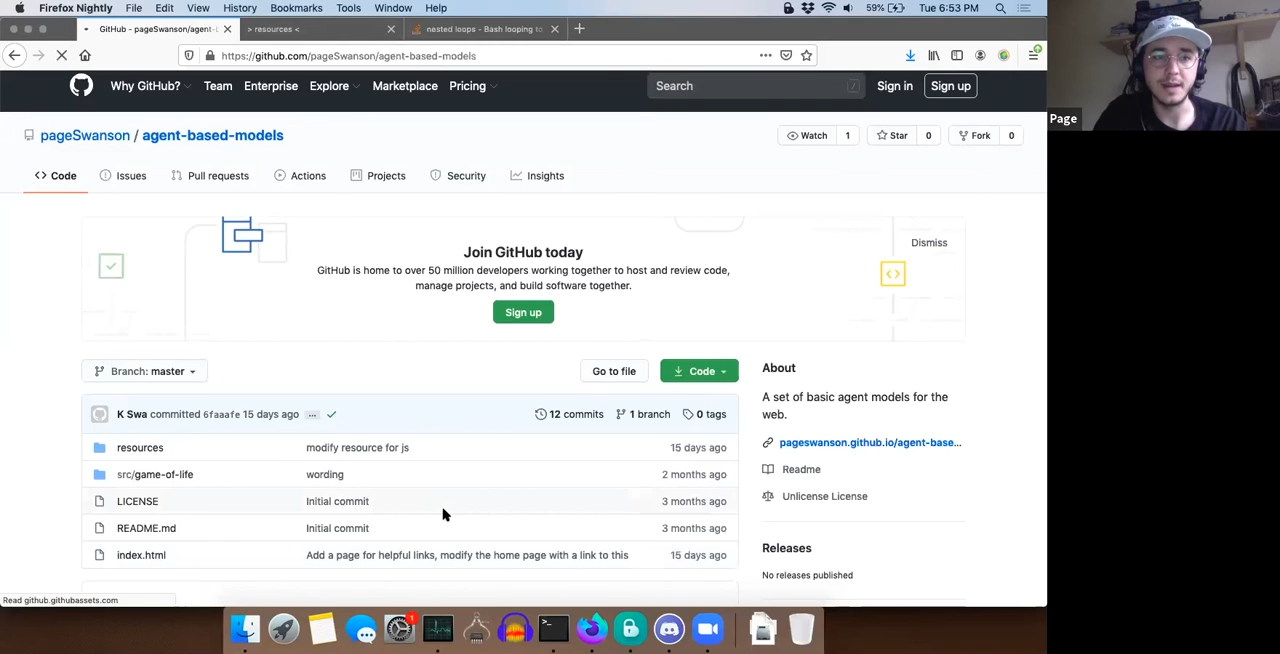 Firefox Nightly File Edit View History Bookmarks Tools Window Help 59% Tue 6:53 PM
GitHub - pageSwanson/agent-b
> resources <
nested loops - Bash looping to
https://github.com/pageSwanson/agent-based-models
Why GitHub? Team Enterprise Explore Marketplace Pricing Search / Sign in Sign up
Page
pageSwanson / agent-based-models Watch 1 Star 0 Fork 0
Code Issues Pull requests Actions Projects Security Insights
Dismiss
Join GitHub today
GitHub is home to over 50 million developers working together to host and review code,
manage projects, and build software together.
Sign up
Branch: master Go to file Code
K Swa committed 6faaafe 15 days ago ... 12 commits 1 branch 0 tags
resources modify resource for js 15 days ago
src/game-of-life wording 2 months ago
LICENSE Initial commit 3 months ago
README.md Initial commit 3 months ago
index.html Add a page for helpful links, modify the home page with a link to this 15 days ago
About
A set of basic agent models for the
web.
pageswanson.github.io/agent-base...
Readme
Unlicense License
Releases
No releases published
Read github.githubassets.com
1